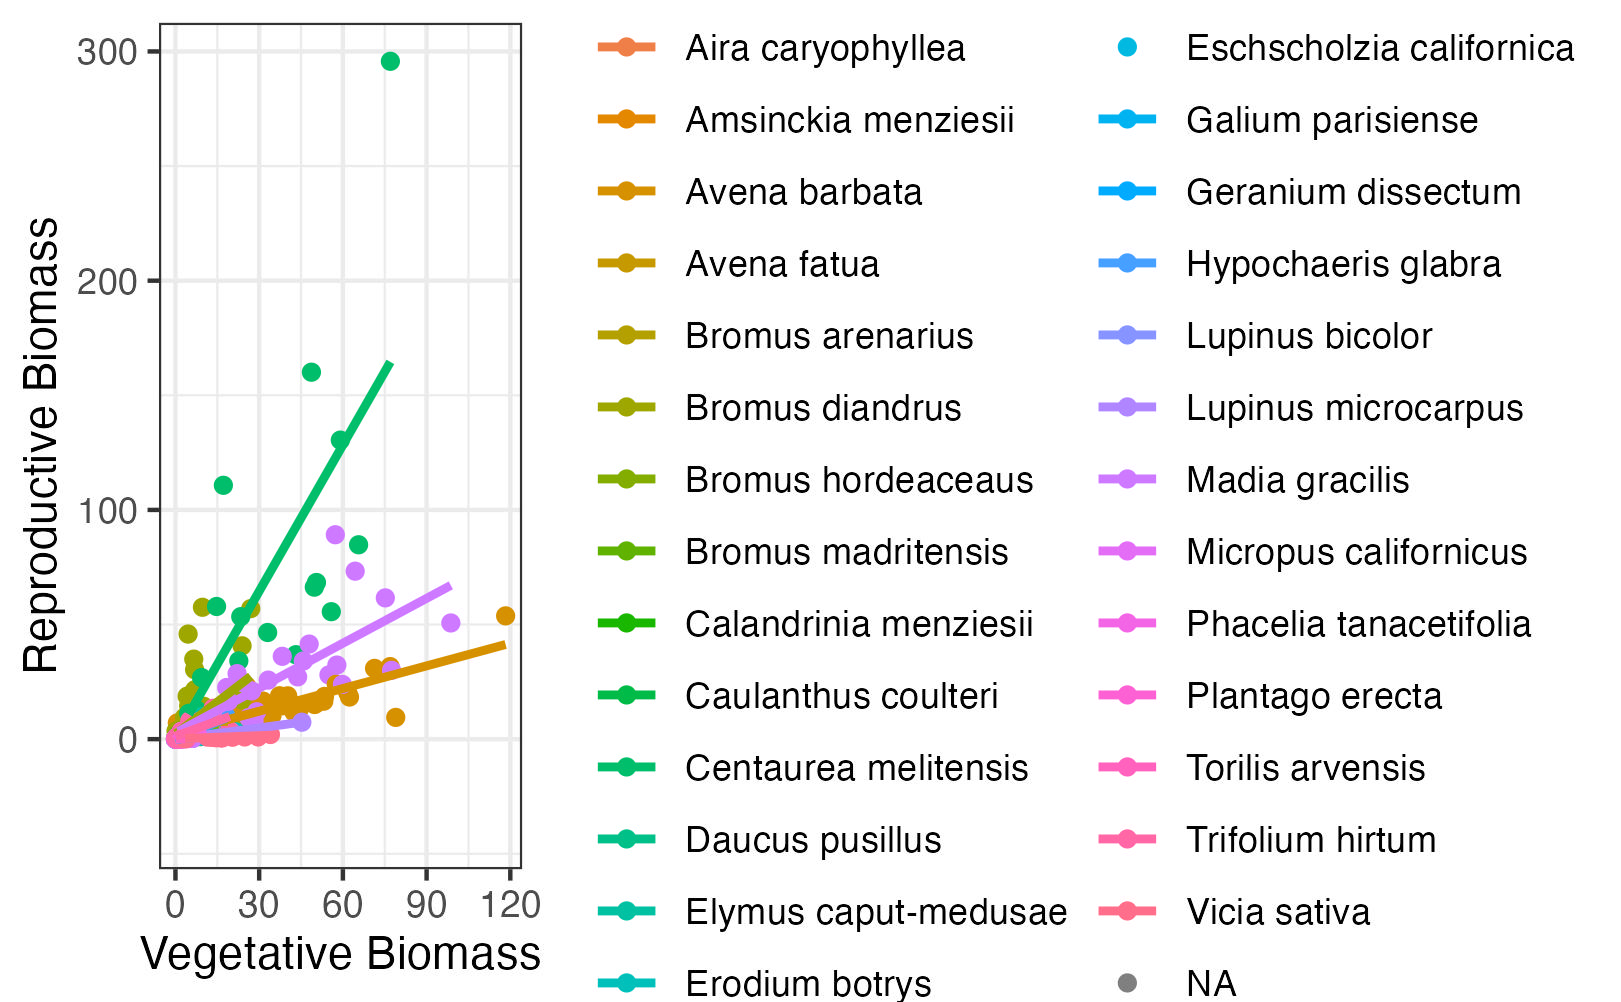 300
200
100
0
Reproductive Biomass
0 30 60 90 120
Vegetative Biomass
Aira caryophyllea
Amsinckia menziesii
Avena barbata
Avena fatua
Bromus arenarius
Bromus diandrus
Bromus hordeaceaus
Bromus madritensis
Calandrinia menziesii
Caulanthus coulteri
Centaurea melitensis
Daucus pusillus
Elymus caput-medusae
Erodium botrys
Eschscholzia californica
Galium parisiense
Geranium dissectum
Hypochaeris glabra
Lupinus bicolor
Lupinus microcarpus
Madia gracilis
Micropus californicus
Phacelia tanacetifolia
Plantago erecta
Torilis arvensis
Trifolium hirtum
Vicia sativa
NA